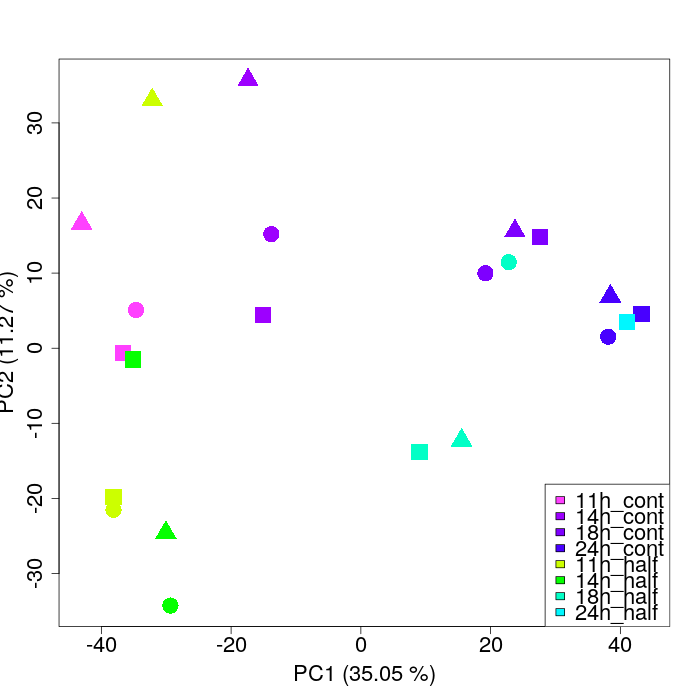 30
20
10
0
-10
-20
-30
PC2 (11.27 %)
11h_cont
14h_cont
18h_cont
24h_cont
11h_half
14h_half
18h_half
24h_half
-40 -20 0 20 40
PC1 (35.05 %)